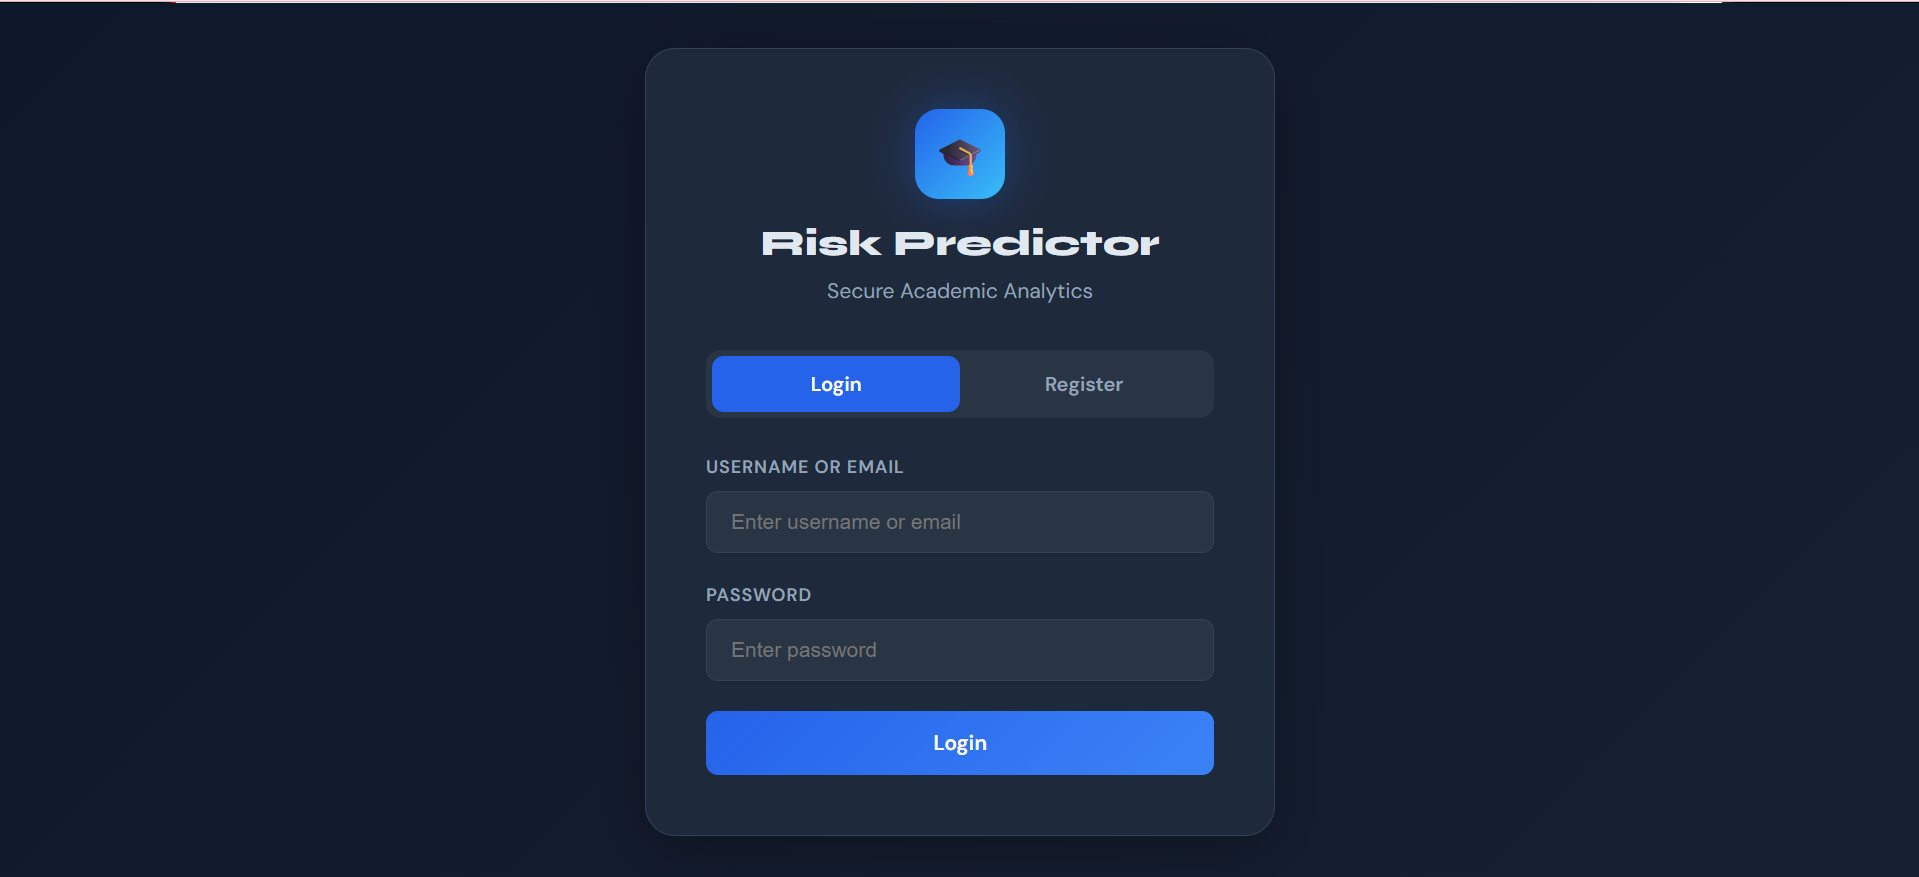 Risk Predictor
Secure Academic Analytics
Login Register
USERNAME OR EMAIL
Enter username or email
PASSWORD
Enter password
Login